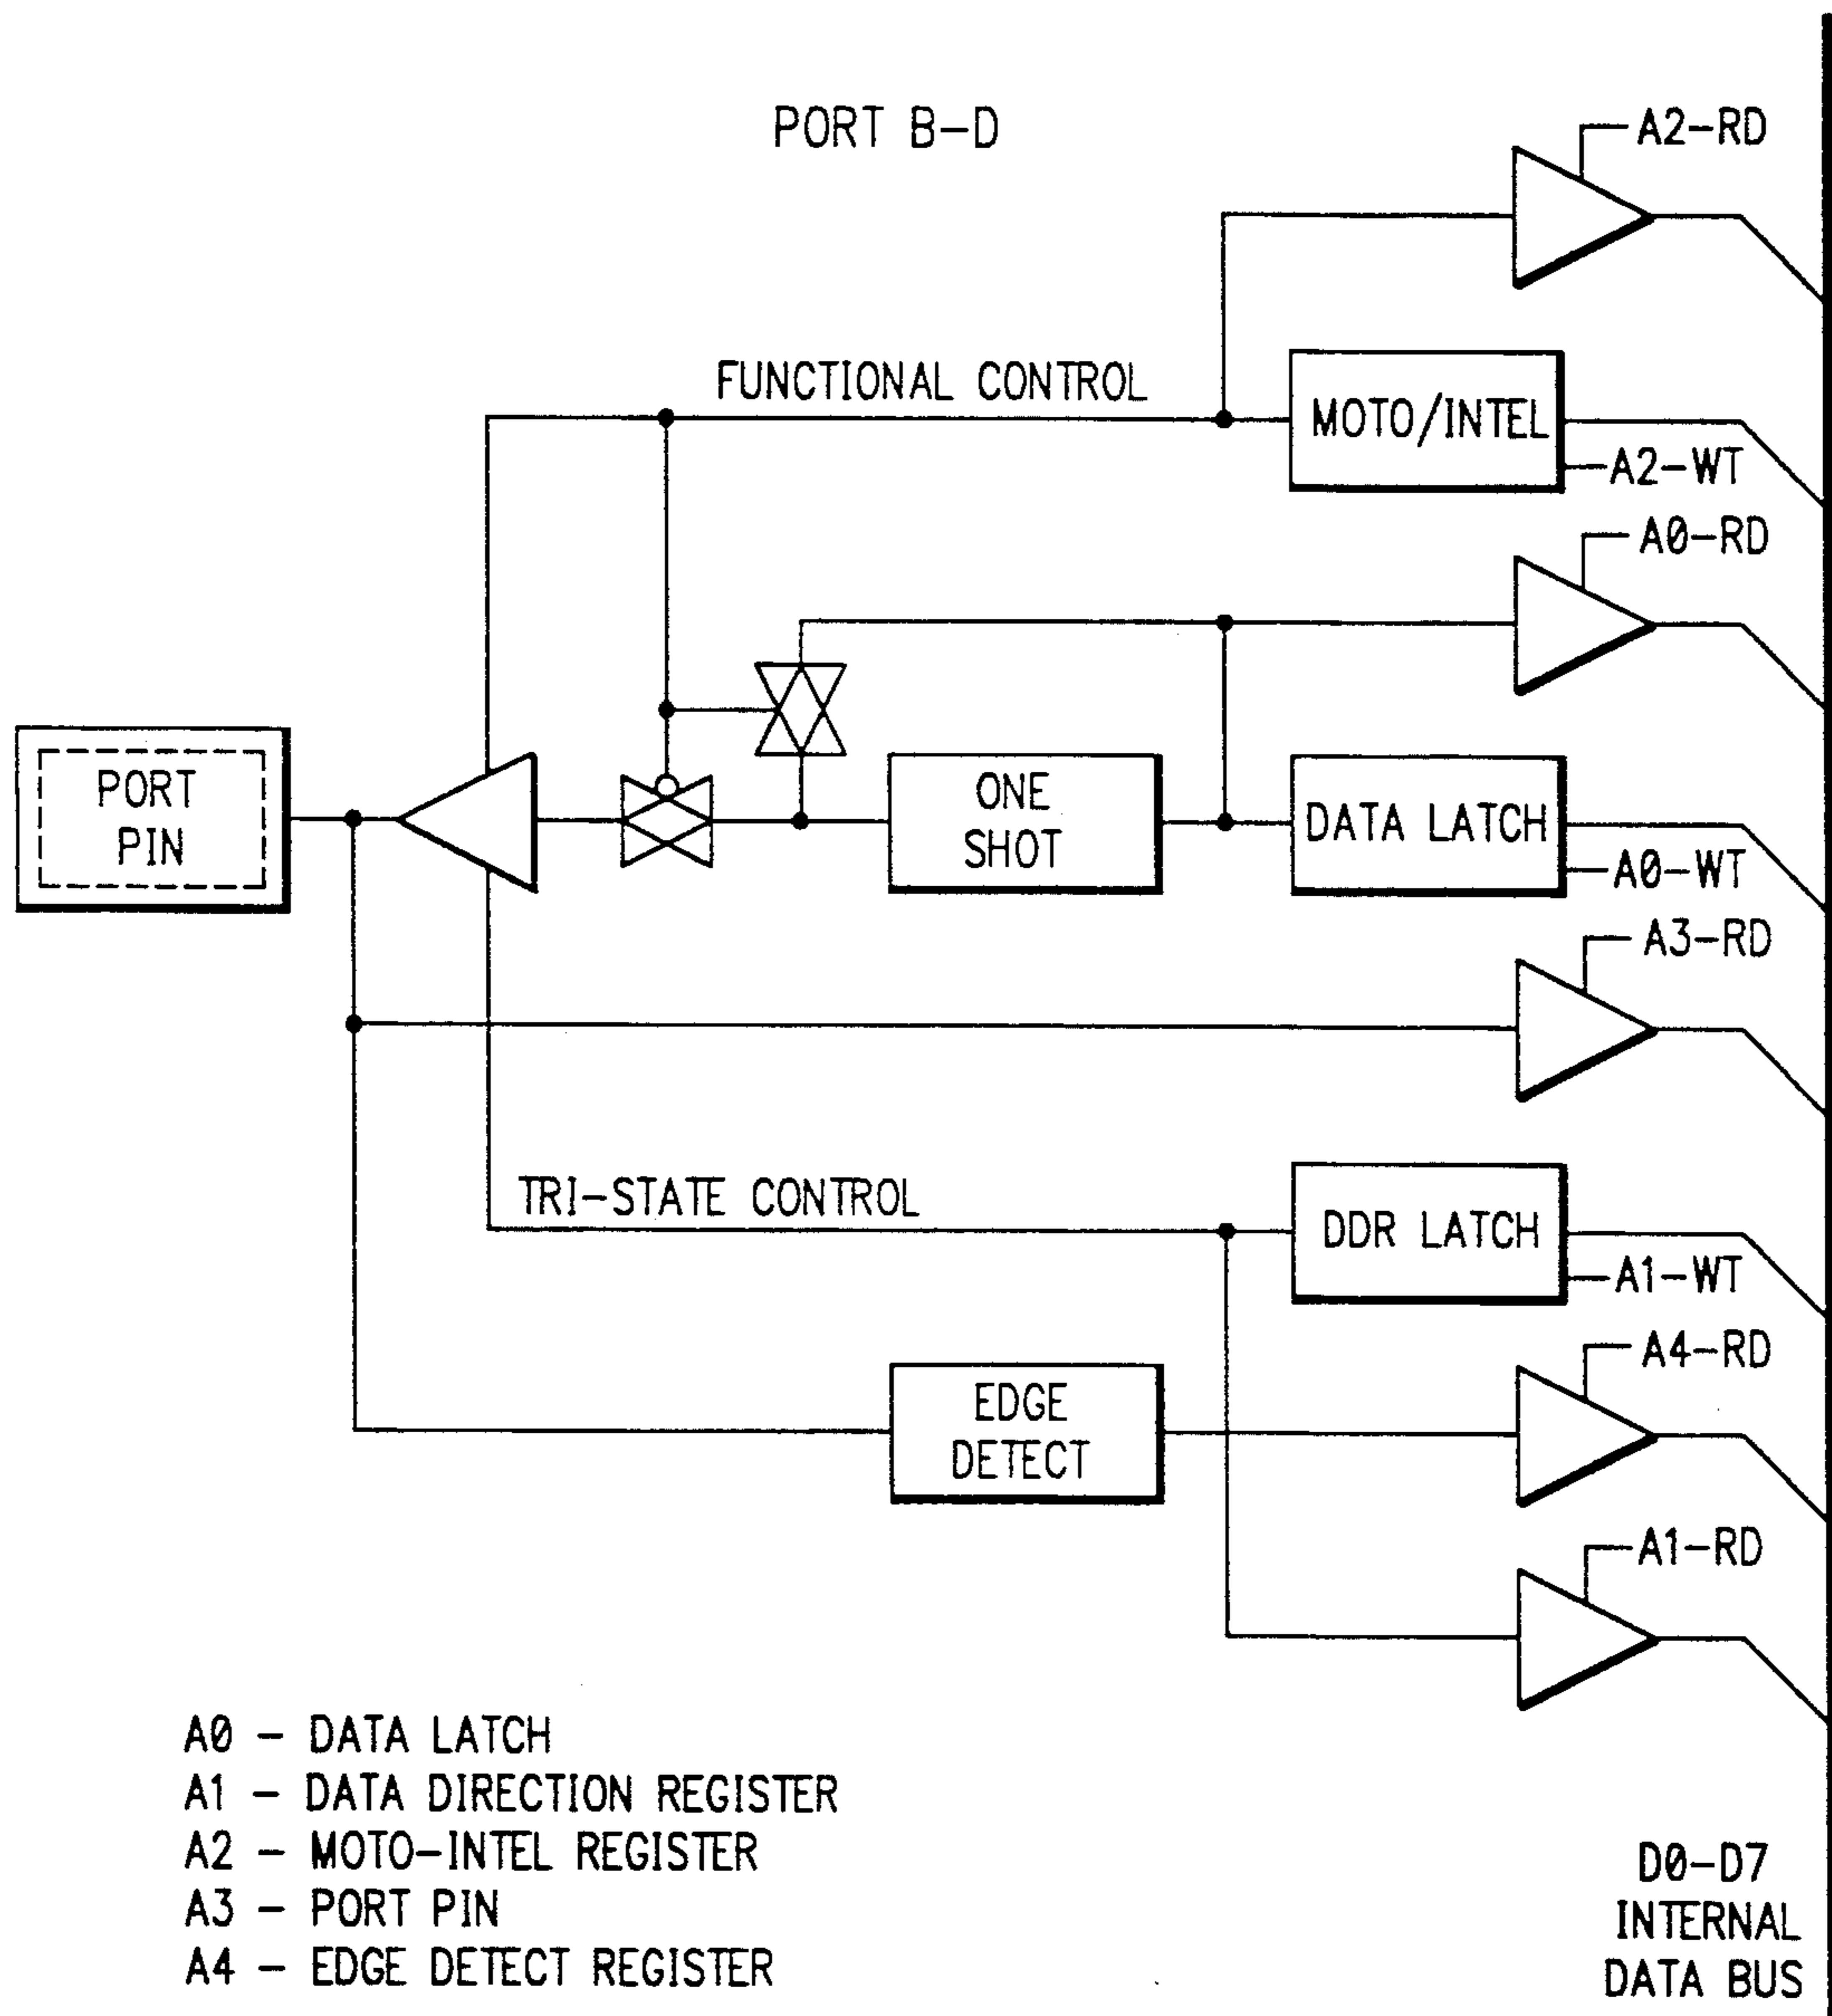 PORT B-D
A2-RD
FUNCTIONAL CONTROL
MOTO/INTEL
A2-WT
A0-RD
PORT
PIN
ONE
SHOT
DATA LATCH
A0-WT
A3-RD
TRI-STATE CONTROL
DDR LATCH
A1-WT
A4-RD
EDGE
DETECT
A1-RD
A0 - DATA LATCH
A1 - DATA DIRECTION REGISTER
A2 - MOTO-INTEL REGISTER
A3 - PORT PIN
A4 - EDGE DETECT REGISTER
D0-D7
INTERNAL
DATA BUS